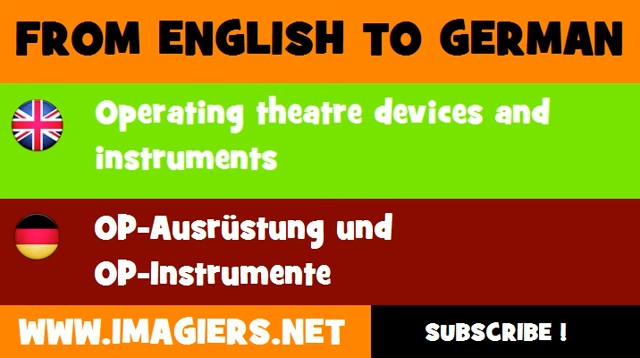 FROM ENGLISH TO GERMAN
Operating theatre devices and
instruments
OP-Ausrüstung und
OP-Instrumente
WWW.IMAGIERS.NET
SUBSCRIBE !